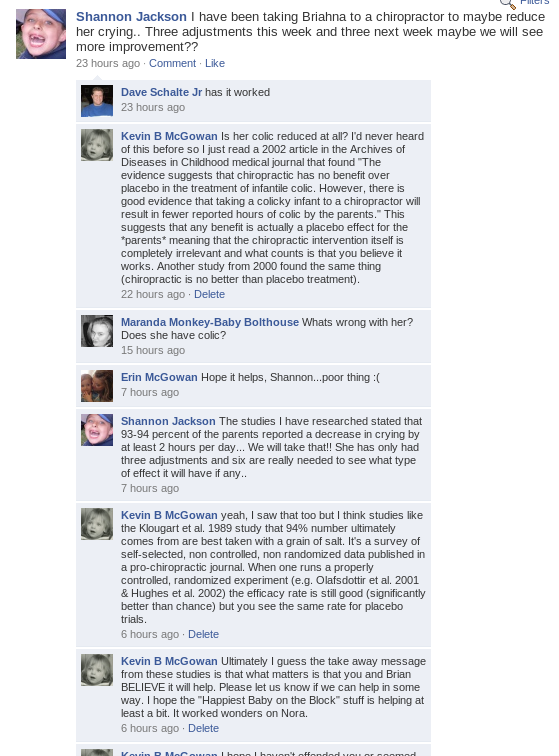 Filters
Shannon Jackson I have been taking Briahna to a chiropractor to maybe reduce
her crying.. Three adjustments this week and three next week maybe we will see
more improvement??
23 hours ago · Comment · Like
Dave Schalte Jr has it worked
23 hours ago
Kevin B McGowan Is her colic reduced at all? I'd never heard
of this before so I just read a 2002 article in the Archives of
Diseases in Childhood medical journal that found "The
evidence suggests that chiropractic has no benefit over
placebo in the treatment of infantile colic. However, there is
good evidence that taking a colicky infant to a chiropractor will
result in fewer reported hours of colic by the parents." This
suggests that any benefit is actually a placebo effect for the
*parents* meaning that the chiropractic intervention itself is
completely irrelevant and what counts is that you believe it
works. Another study from 2000 found the same thing
(chiropractic is no better than placebo treatment).
22 hours ago · Delete
Maranda Monkey-Baby Bolthouse Whats wrong with her?
Does she have colic?
15 hours ago
Erin McGowan Hope it helps, Shannon...poor thing :(
7 hours ago
Shannon Jackson The studies I have researched stated that
93-94 percent of the parents reported a decrease in crying by
at least 2 hours per day... We will take that!! She has only had
three adjustments and six are really needed to see what type
of effect it will have if any..
7 hours ago
Kevin B McGowan yeah, I saw that too but I think studies like
the Klougart et al. 1989 study that 94% number ultimately
comes from are best taken with a grain of salt. It's a survey of
self-selected, non controlled, non randomized data published in
a pro-chiropractic journal. When one runs a properly
controlled, randomized experiment (e.g. Olafsdottir et al. 2001
& Hughes et al. 2002) the efficacy rate is still good (significantly
better than chance) but you see the same rate for placebo
trials.
6 hours ago · Delete
Kevin B McGowan Ultimately I guess the take away message
from these studies is that what matters is that you and Brian
BELIEVE it will help. Please let us know if we can help in some
way. I hope the "Happiest Baby on the Block" stuff is helping at
least a bit. It worked wonders on Nora.
6 hours ago · Delete
Kevin B McGowan I hope I haven't offended you or seemed